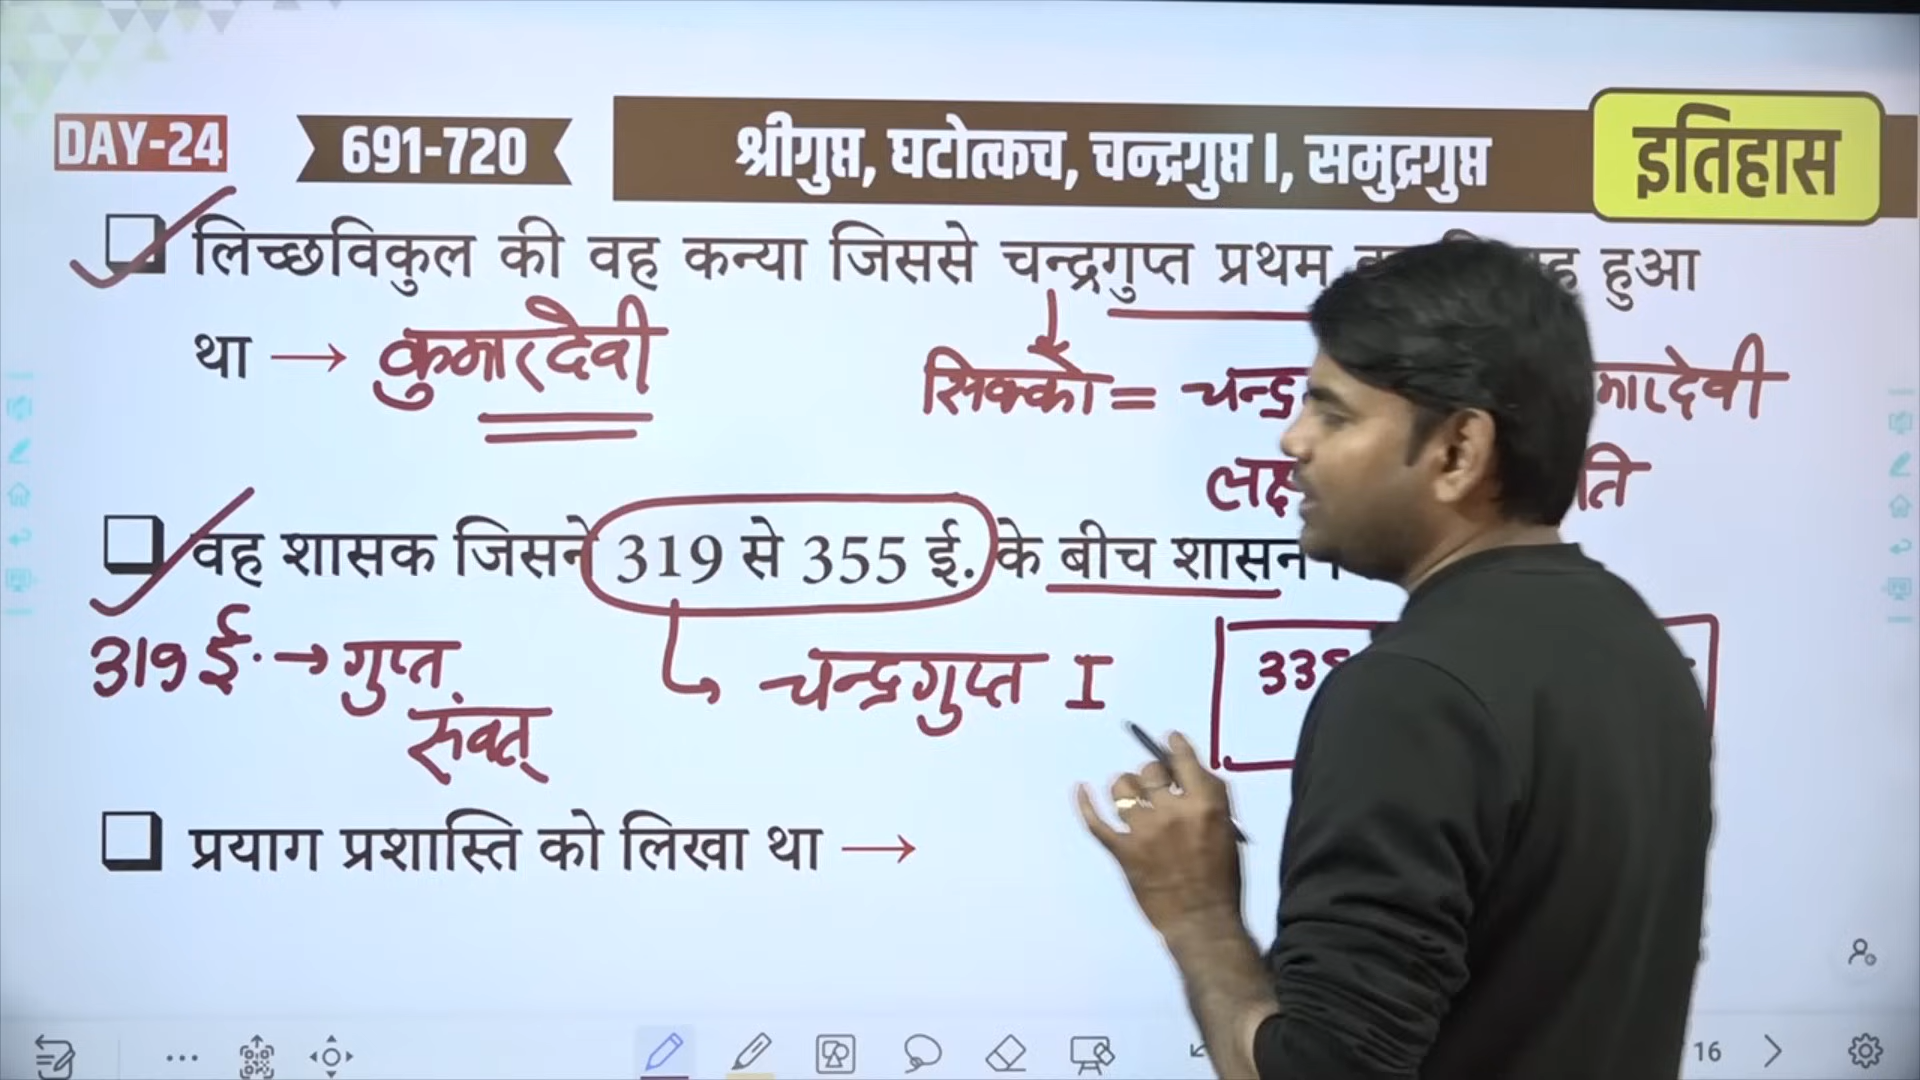 DAY-24 691-720 श्रीगुप्त, घटोत्कच, चन्द्रगुप्त I, समुद्रगुप्त इतिहास
लिच्छविकुल की वह कन्या जिससे चन्द्रगुप्त प्रथम हुआ
था → कुमारदेवी सिक्को = चन्द्र मारदेवी
वह शासक जिसने 319 से 355 ई. के बीच शासन
319 ई. → गुप्त चन्द्रगुप्त I
संवत्
प्रयाग प्रशास्ति को लिखा था →
16